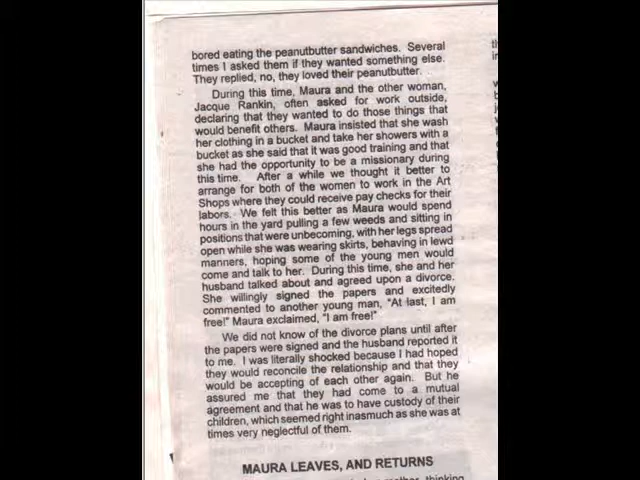 bored eating the peanutbutter sandwiches. Several
times I asked them if they wanted something else.
They replied, no, they loved their peanutbutter.
During this time, Maura and the other woman,
Jacque Rankin, often asked for work outside,
declaring that they wanted to do those things that
would benefit others. Maura insisted that she wash
her clothing in a bucket and take her showers with a
bucket as she said that it was good training and that
she had the opportunity to be a missionary during
this time. After a while we thought it better to
arrange for both of the women to work in the Art
Shops where they could receive pay checks for their
labors. We felt this better as Maura would spend
hours in the yard pulling a few weeds and sitting in
positions that were unbecoming, with her legs spread
open while she was wearing skirts, behaving in lewd
manners, hoping some of the young men would
come and talk to her. During this time, she and her
husband talked about and agreed upon a divorce.
She willingly signed the papers and excitedly
commented to another young man, "At last, I am
free!" Maura exclaimed, "I am free!"
We did not know of the divorce plans until after
the papers were signed and the husband reported it
to me. I was literally shocked because I had hoped
they would reconcile the relationship and that they
would be accepting of each other again. But he
assured me that they had come to a mutual
agreement and that he was to have custody of their
children, which seemed right inasmuch as she was at
times very neglectful of them.
MAURA LEAVES, AND RETURNS